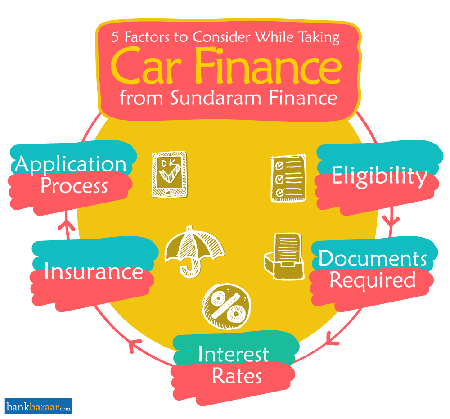 5 Factors to Consider While Taking
Car Finance
from Sundaram Finance
Application
Process
Eligibility
Insurance
Documents
Required
Interest
Rates
bankbazaar.com